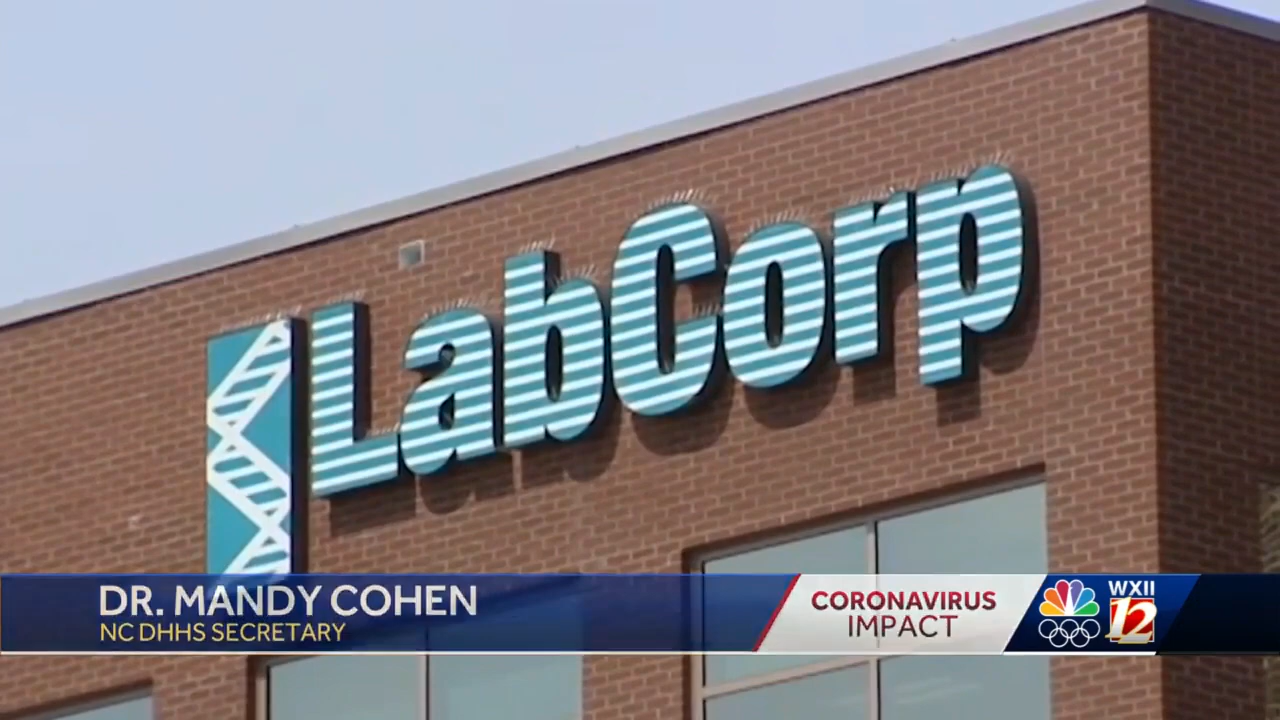 LabCorp
DR. MANDY COHEN
NC DHHS SECRETARY
CORONAVIRUS
IMPACT
WXII
12